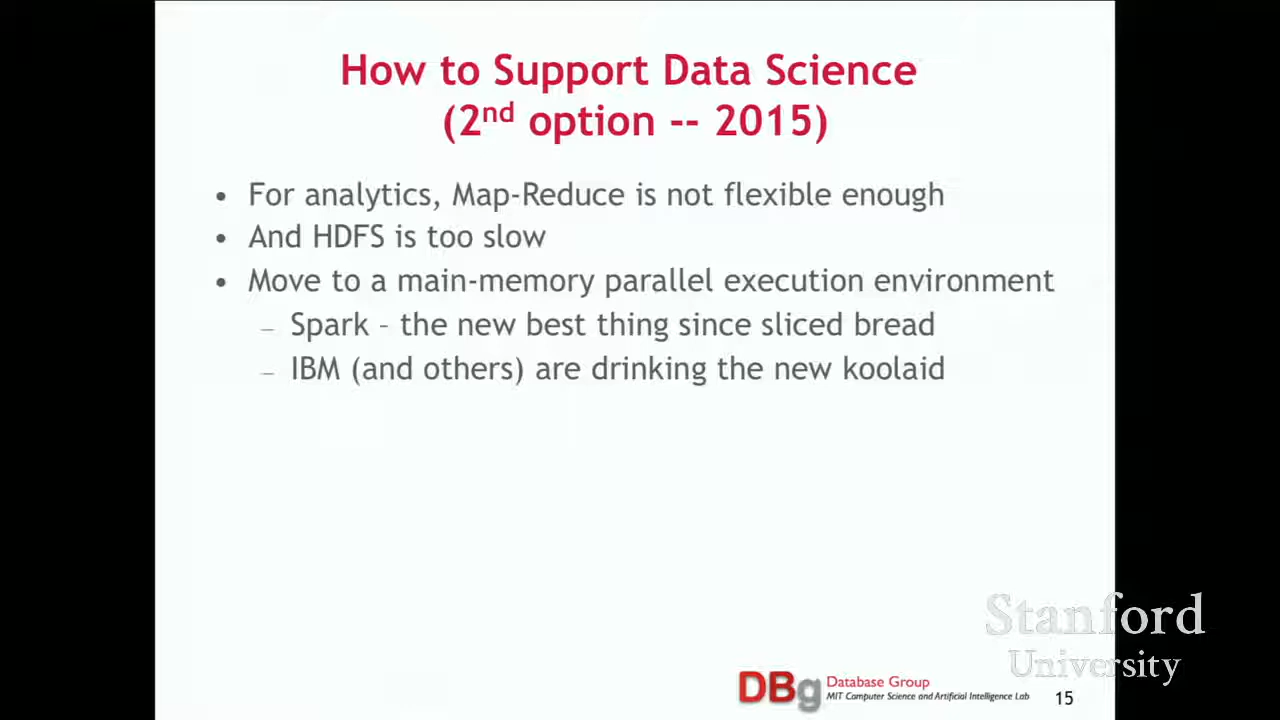 How to Support Data Science
(2nd option -- 2015)
• For analytics, Map-Reduce is not flexible enough
• And HDFS is too slow
• Move to a main-memory parallel execution environment
– Spark – the new best thing since sliced bread
– IBM (and others) are drinking the new koolaid
Stanford
University
DBg Database Group
MIT Computer Science and Artificial Intelligence Lab
15